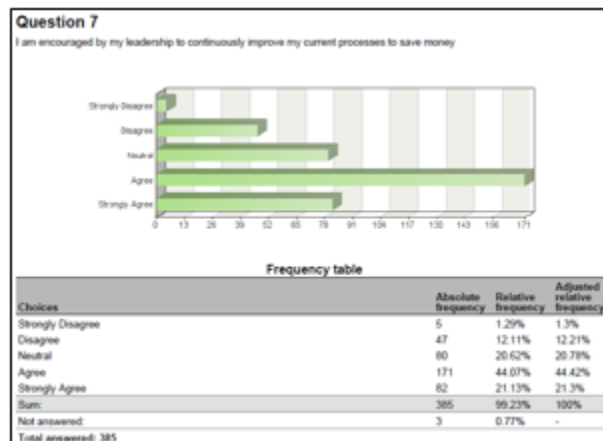 Question 7
I am encouraged by my leadership to continuously improve my current processes to save money
Strongly Disagree
Disagree
Neutral
Agree
Strongly Agree
0 13 26 39 52 65 78 91 104 117 130 143 156 171
Frequency table
Choices Absolute frequency Relative frequency Adjusted relative frequency
Strongly Disagree 5 1.29% 1.3%
Disagree 47 12.11% 12.21%
Neutral 80 20.62% 20.78%
Agree 171 44.07% 44.42%
Strongly Agree 82 21.13% 21.3%
Sum: 385 99.23% 100%
Not answered: 3 0.77% -
Total answered: 385